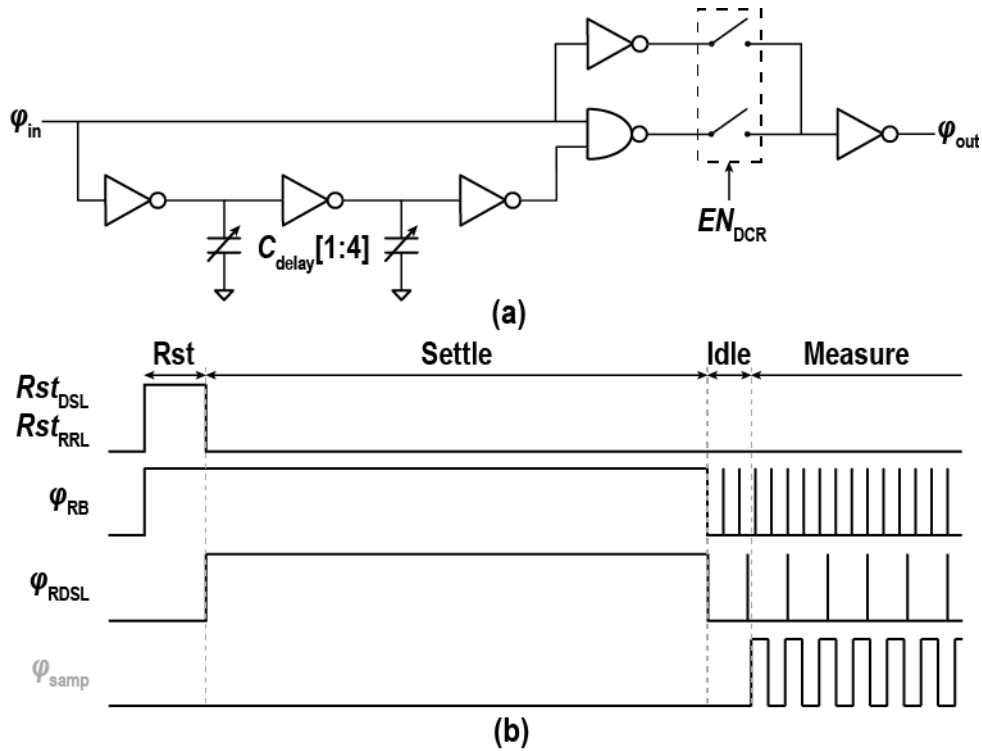 φin
φout
Cdelay[1:4]
ENDCR
(a)
Rst Settle Idle Measure
RstDSL
RstRRL
φRB
φRDSL
φsamp
(b)